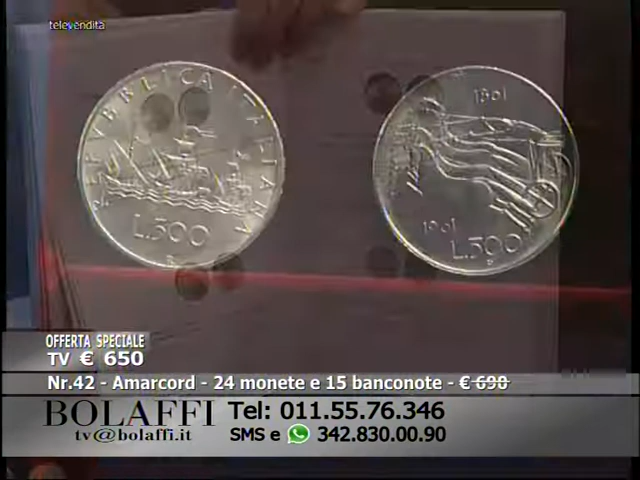 televendita
REPVBBLICA ITALIANA
L.500
R
1861
1961
L.500
OFFERTA SPECIALE
TV € 650
Nr.42 - Amarcord - 24 monete e 15 banconote - € 690
BOLAFFI
tv@bolaffi.it
Tel: 011.55.76.346
SMS e 342.830.00.90